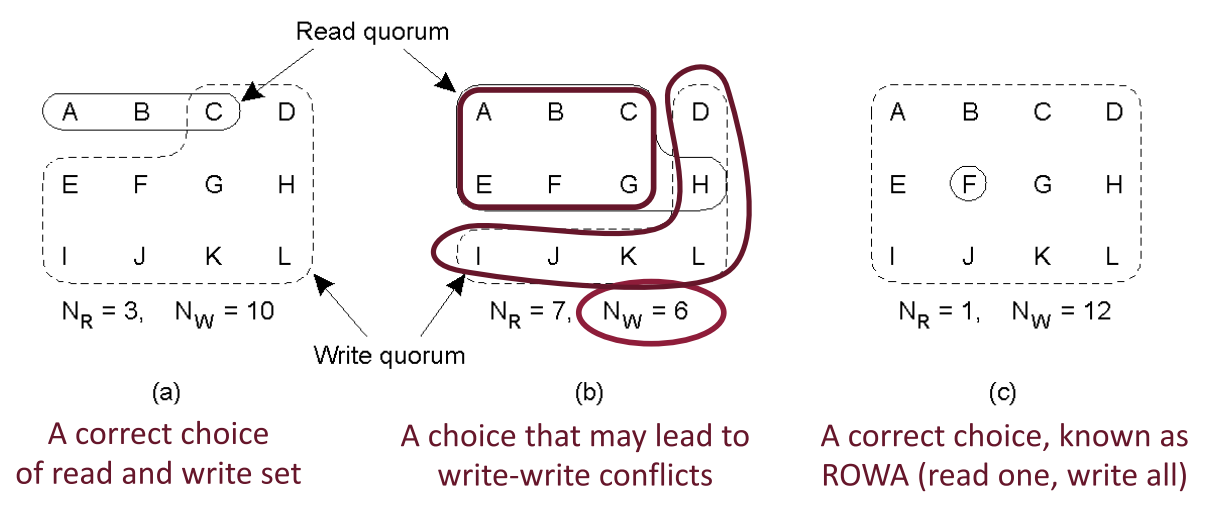 Read quorum
A B C D
E F G H
I J K L
N_R = 3, N_W = 10
A B C D
E F G H
I J K L
N_R = 7, N_W = 6
A B C D
E F G H
I J K L
N_R = 1, N_W = 12
Write quorum
(a)
(b)
(c)
A correct choice
of read and write set
A choice that may lead to
write-write conflicts
A correct choice, known as
ROWA (read one, write all)